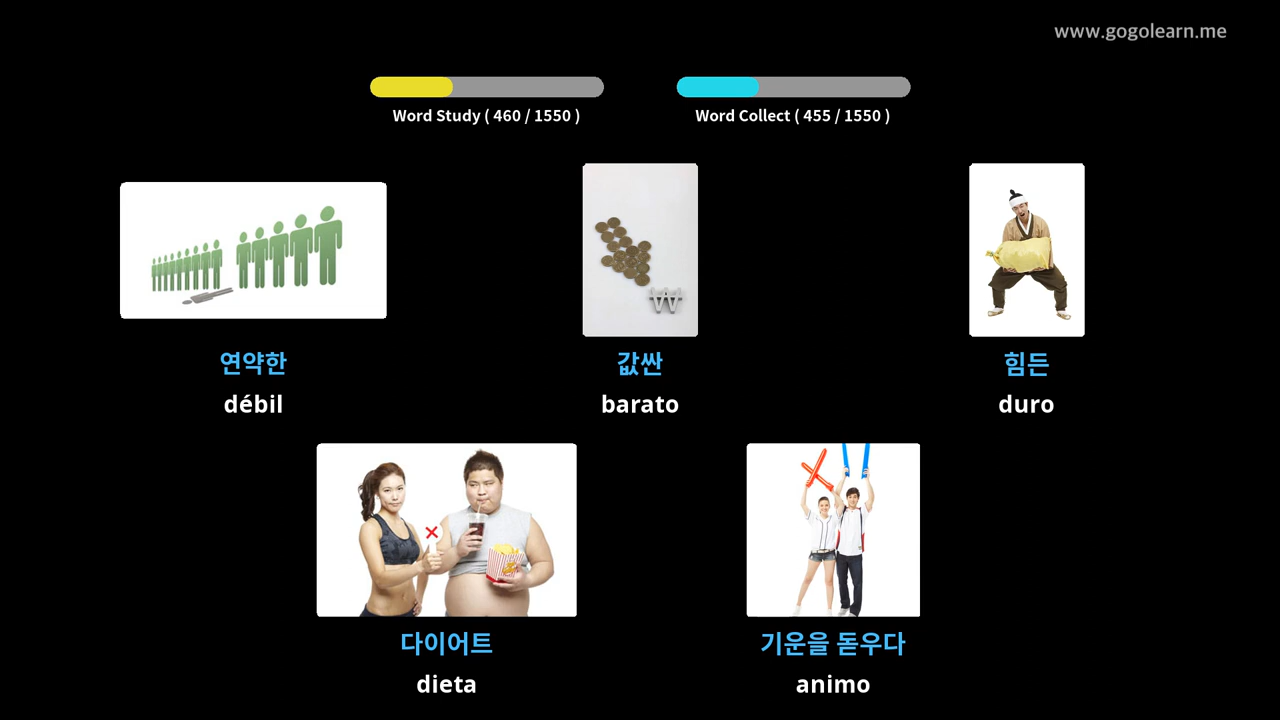 www.gogolearn.me
Word Study ( 460 / 1550 )
Word Collect ( 455 / 1550 )
연약한
débil
값싼
barato
힘든
duro
다이어트
dieta
기운을 돋우다
animo